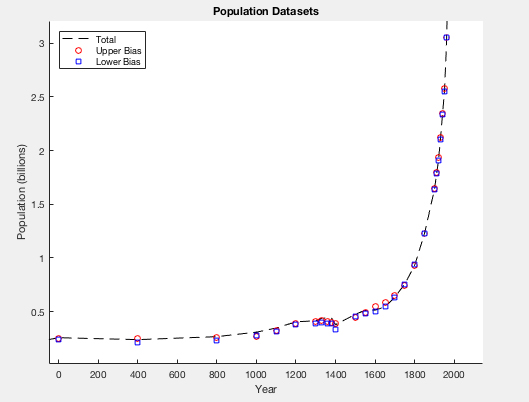 Population Datasets
Total
Upper Bias
Lower Bias
3
2.5
2
1.5
1
0.5
Population (billions)
0 200 400 600 800 1000 1200 1400 1600 1800 2000
Year